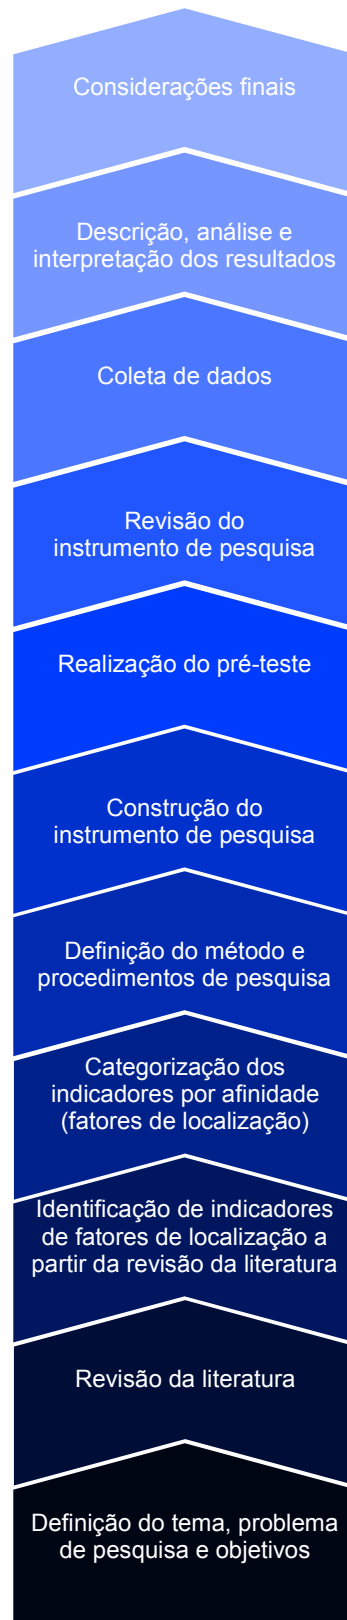 Considerações finais
Descrição, análise e
interpretação dos resultados
Coleta de dados
Revisão do
instrumento de pesquisa
Realização do pré-teste
Construção do
instrumento de pesquisa
Definição do método e
procedimentos de pesquisa
Categorização dos
indicadores por afinidade
(fatores de localização)
Identificação de indicadores
de fatores de localização a
partir da revisão da literatura
Revisão da literatura
Definição do tema, problema
de pesquisa e objetivos